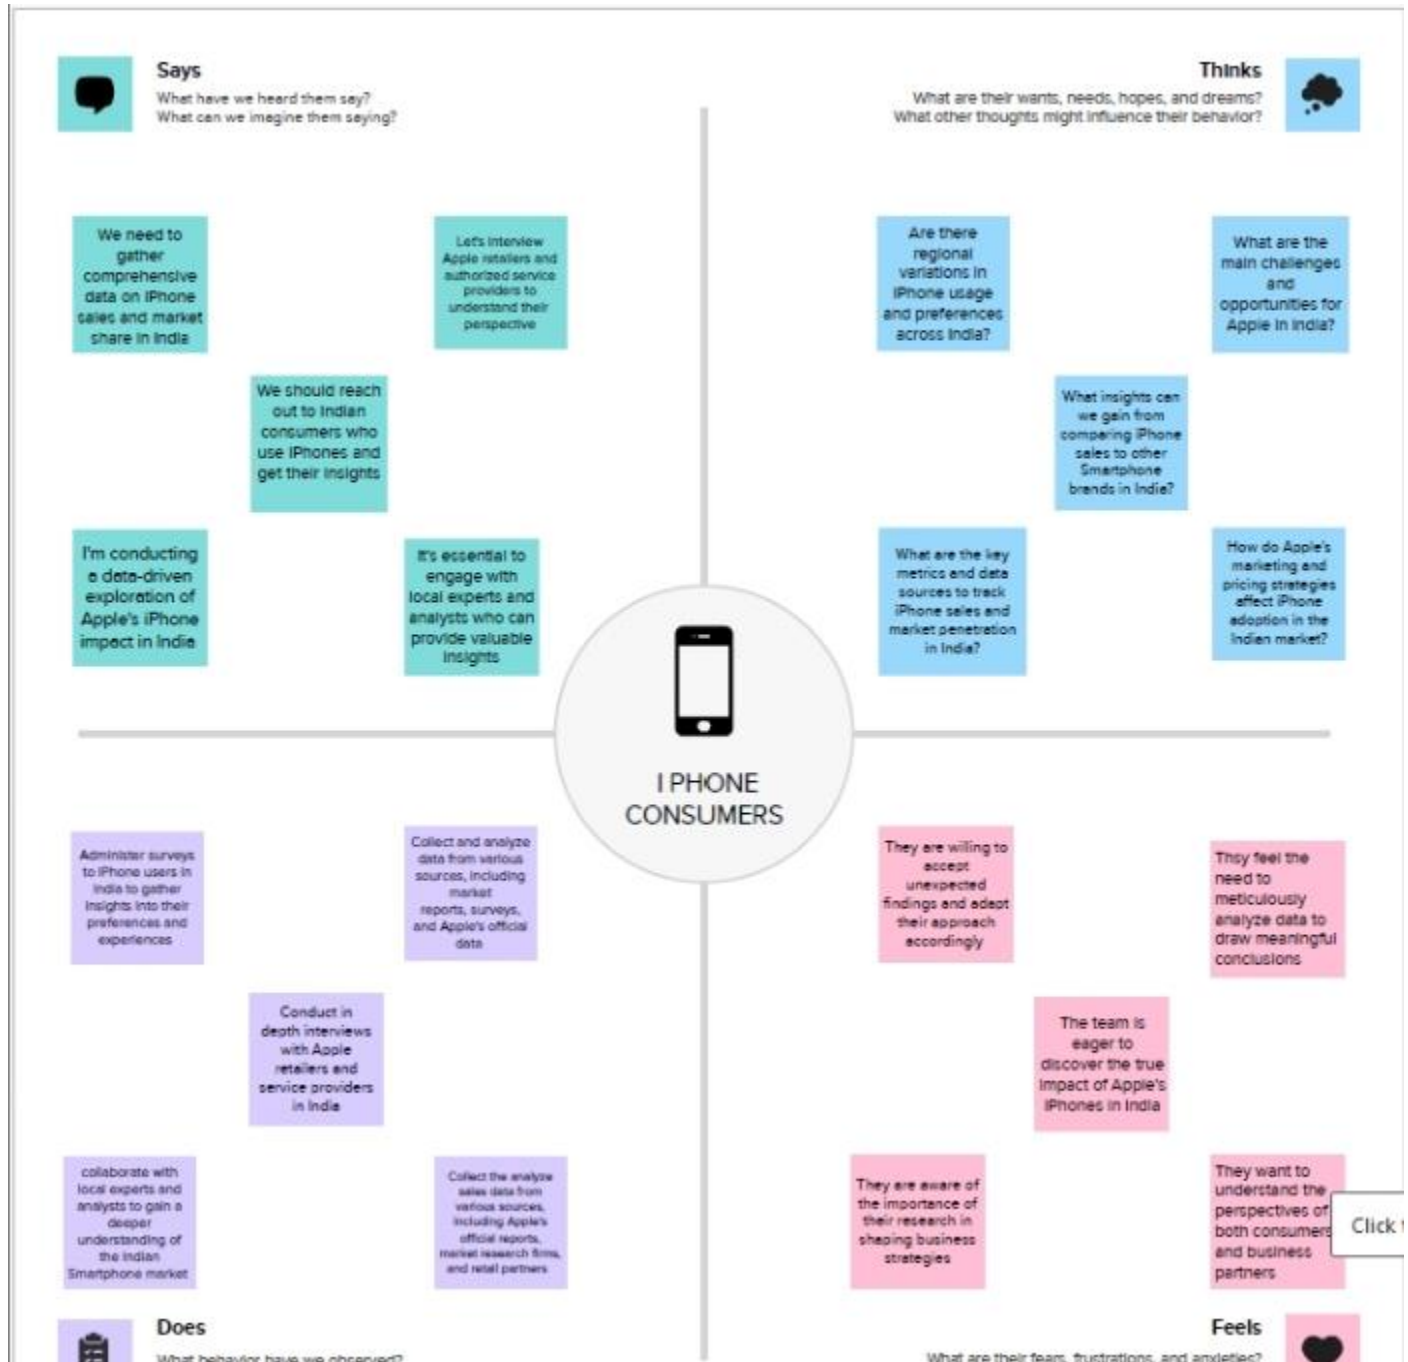 Says
What have we heard them say?
What can we imagine them saying?
Thinks
What are their wants, needs, hopes, and dreams?
What other thoughts might influence their behavior?
We need to
gather
comprehensive
data on iPhone
sales and market
share in India
Let's interview
Apple retailers and
authorized service
providers to
understand their
perspective
We should reach
out to Indian
consumers who
use iPhones and
get their insights
I'm conducting
a data-driven
exploration of
Apple's iPhone
impact in India
It's essential to
engage with
local experts and
analysts who can
provide valuable
insights
Are there
regional
variations in
iPhone usage
and preferences
across India?
What are the
main challenges
and
opportunities for
Apple in India?
What insights can
we gain from
comparing iPhone
sales to other
Smartphone
brands in India?
What are the key
metrics and data
sources to track
iPhone sales and
market penetration
in India?
How do Apple's
marketing and
pricing strategies
affect iPhone
adoption in the
Indian market?
I PHONE
CONSUMERS
Administer surveys
to iPhone users in
India to gather
insights into their
preferences and
experiences
Collect and analyze
data from various
sources, including
market
reports, surveys,
and Apple's official
data
Conduct in
depth interviews
with Apple
retailers and
service providers
in India
collaborate with
local experts and
analysts to gain a
deeper
understanding of
the Indian
Smartphone market
Collect the analyze
sales data from
various sources,
including Apple's
official reports,
market research firms,
and retail partners
They are willing to
accept
unexpected
findings and adapt
their approach
accordingly
Thsy feel the
need to
meticulously
analyze data to
draw meaningful
conclusions
The team is
eager to
discover the true
impact of Apple's
iPhones in India
They are aware of
the importance of
their research in
shaping business
strategies
They want to
understand the
perspectives of
both consumers
and business
partners
Click
Does
What behavior have we observed?
Feels
What are their fears, frustrations, and anxieties?